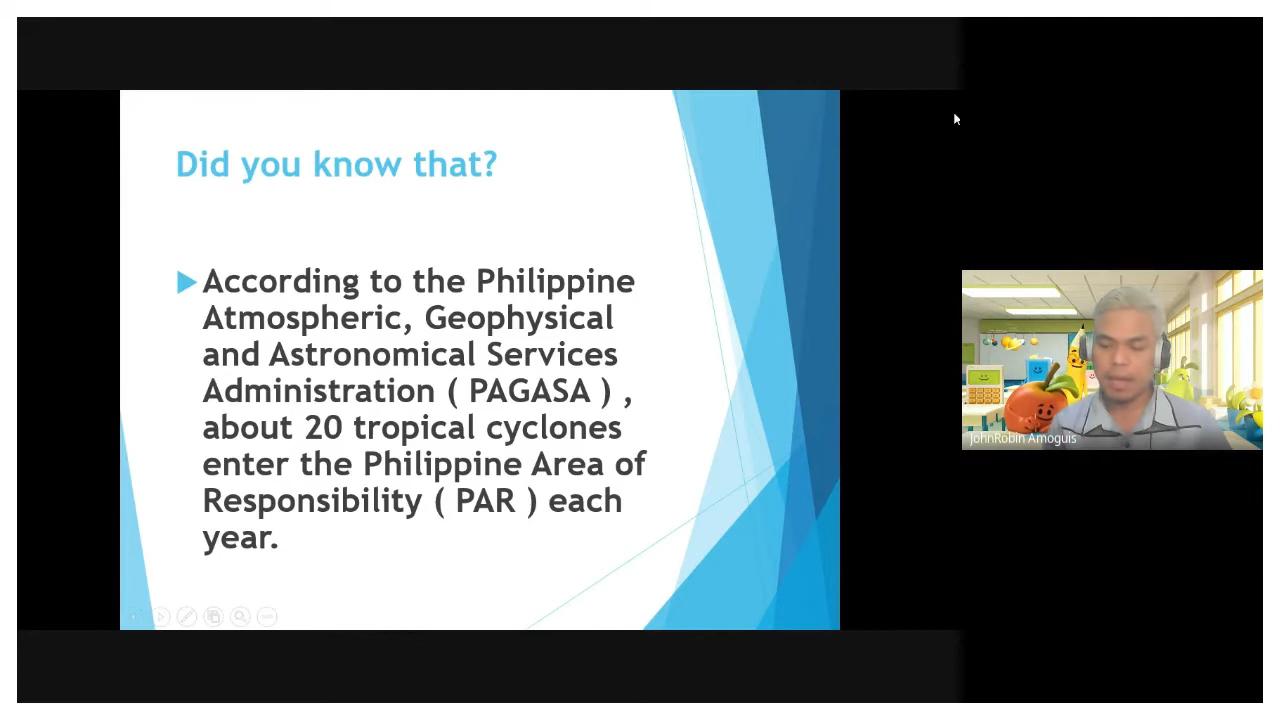 Did you know that?
According to the Philippine
Atmospheric, Geophysical
and Astronomical Services
Administration ( PAGASA ) ,
about 20 tropical cyclones
enter the Philippine Area of
Responsibility ( PAR ) each
year.
JohnRobin Amoguis